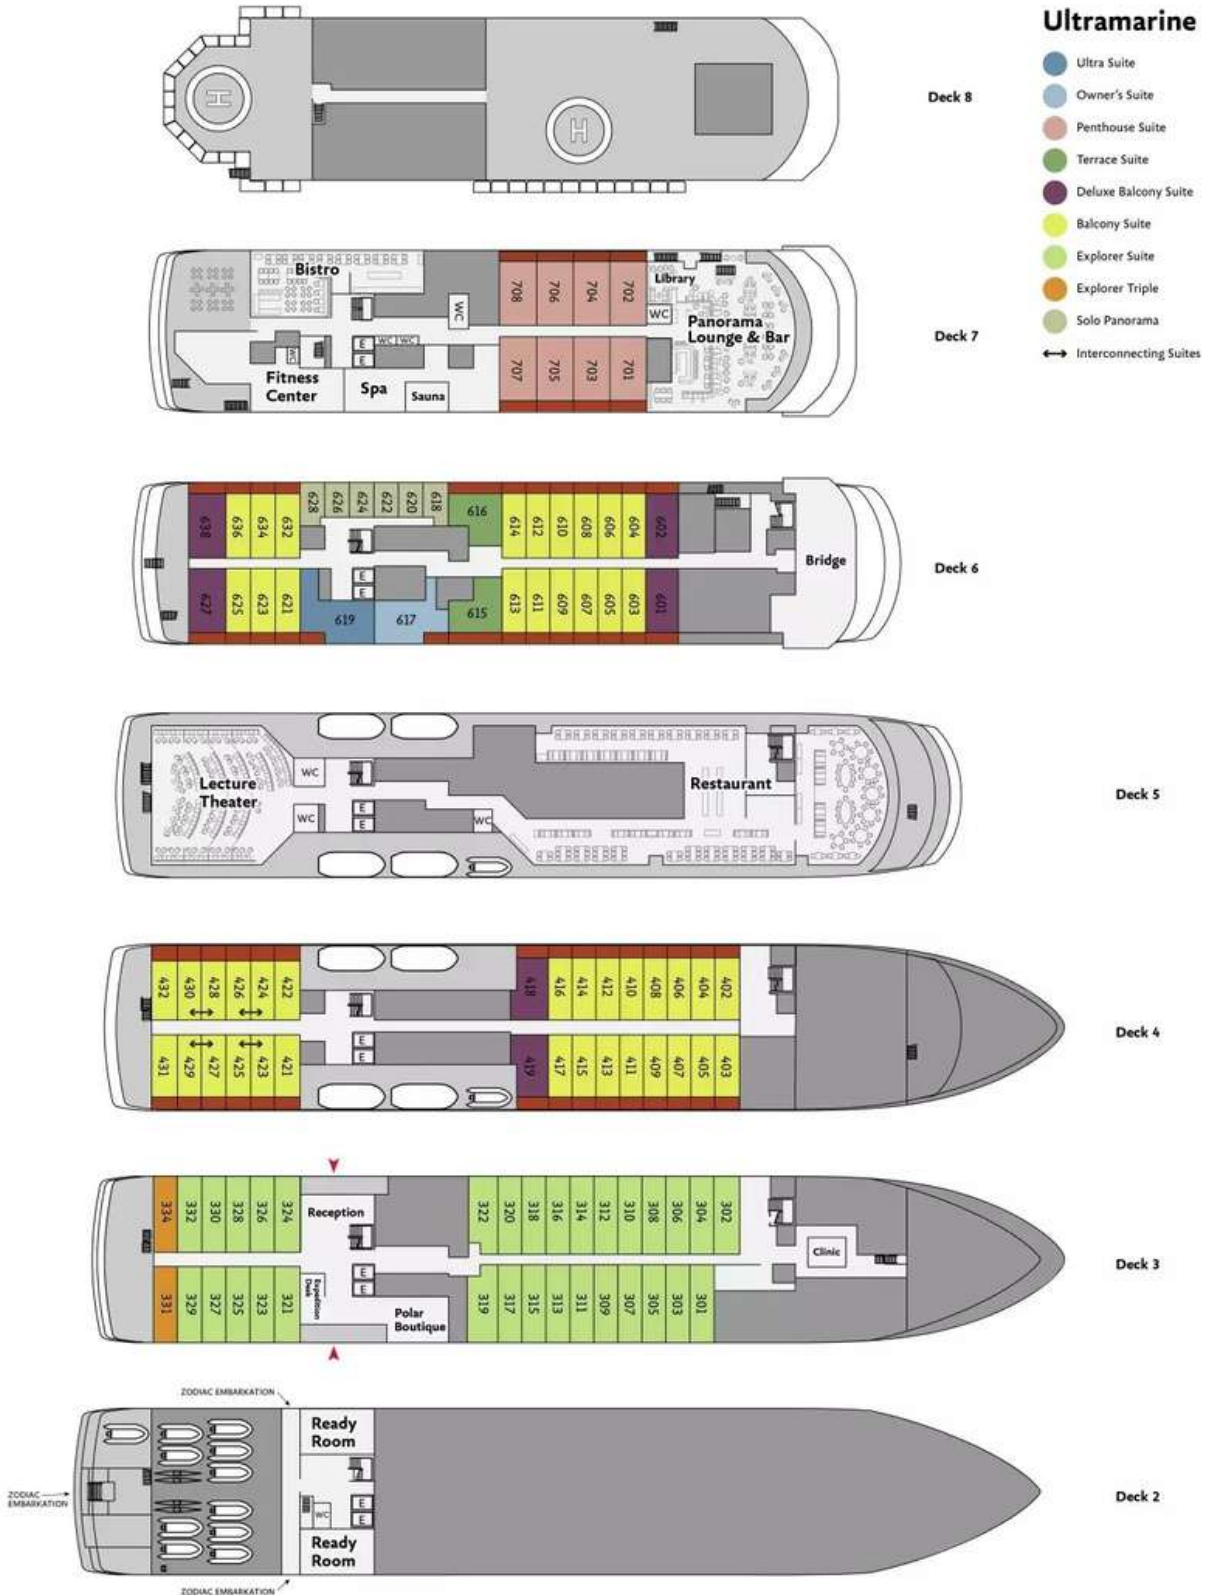 Ultramarine
Ultra Suite
Owner's Suite
Penthouse Suite
Terrace Suite
Deluxe Balcony Suite
Balcony Suite
Explorer Suite
Explorer Triple
Solo Panorama
Interconnecting Suites
H
H
Deck 8
Bistro
WC
708 706 704 702
Library
WC
Panorama
Lounge & Bar
E WC WC
E
WC
Fitness
Center
Spa
Sauna
707 705 703 701
Deck 7
638 636 634 632 628 626 624 622 620 618 616 614 612 610 608 606 604 602
E
E
627 625 623 621 619 617 615 613 611 609 607 605 603 601
Bridge
Deck 6
Lecture
Theater
WC
WC
E
E
WC
Restaurant
Deck 5
432 430 428 426 424 422 418 416 414 412 410 408 406 404 402
E
E
431 429 427 425 423 421 419 417 415 413 411 409 407 405 403
Deck 4
334 332 330 328 326 324
Reception
322 320 318 316 314 312 310 308 306 304 302
Clinic
E
E
331 329 327 325 323 321
Expedition
Desk
Polar
Boutique
319 317 315 313 311 309 307 305 303 301
Deck 3
ZODIAC EMBARKATION
Ready
Room
ZODIAC
EMBARKATION
WC
E
E
Ready
Room
ZODIAC EMBARKATION
Deck 2